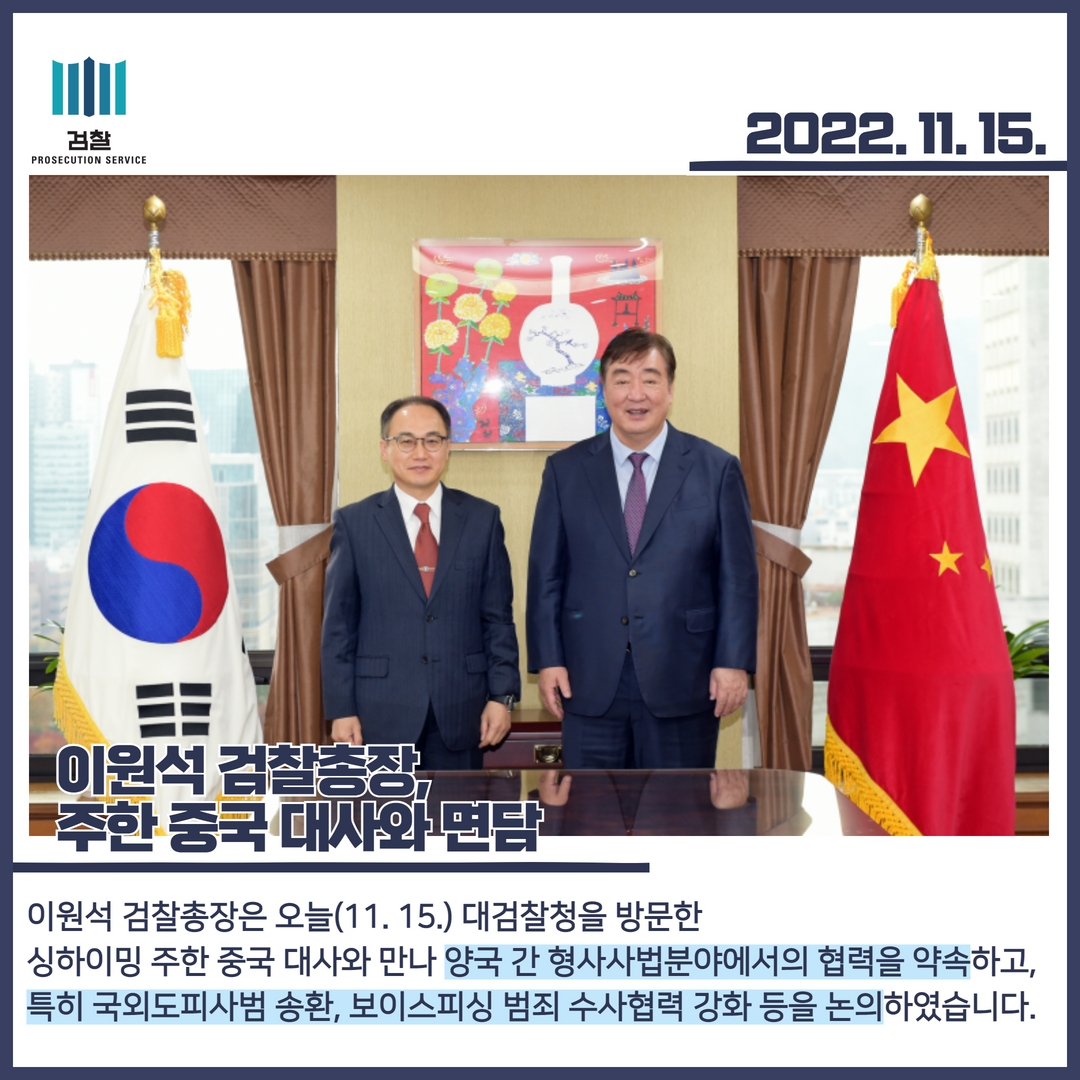 검찰
PROSECUTION SERVICE
2022. 11. 15.
이원석 검찰총장,
주한 중국 대사와 면담
이원석 검찰총장은 오늘(11. 15.) 대검찰청을 방문한
싱하이밍 주한 중국 대사와 만나 양국 간 형사사법분야에서의 협력을 약속하고,
특히 국외도피사범 송환, 보이스피싱 범죄 수사협력 강화 등을 논의하였습니다.